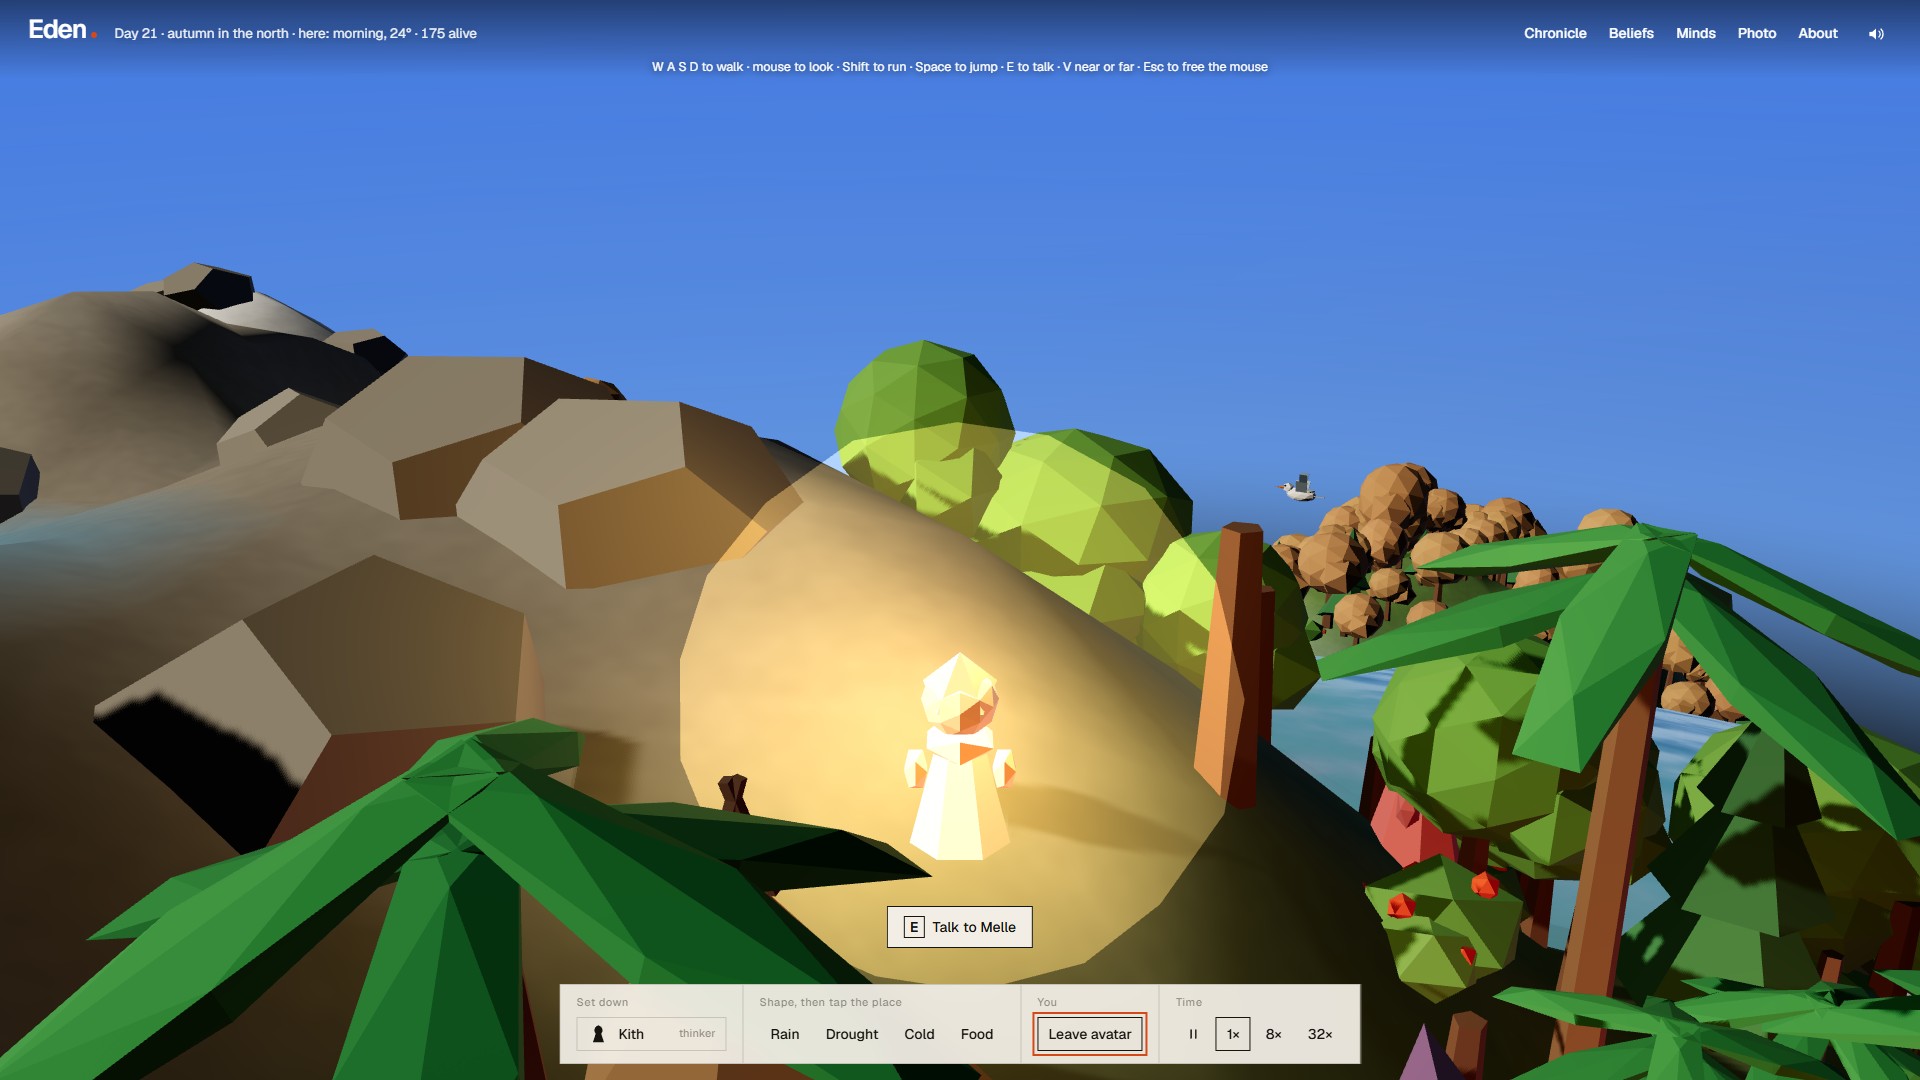 Eden.
Day 21 · autumn in the north · here: morning, 24° · 175 alive
Chronicle Beliefs Minds Photo About
W A S D to walk · mouse to look · Shift to run · Space to jump · E to talk · V near or far · Esc to free the mouse
E Talk to Melle
Set down
Kith thinker
Shape, then tap the place
Rain Drought Cold Food
You
Leave avatar
Time
1× 8× 32×